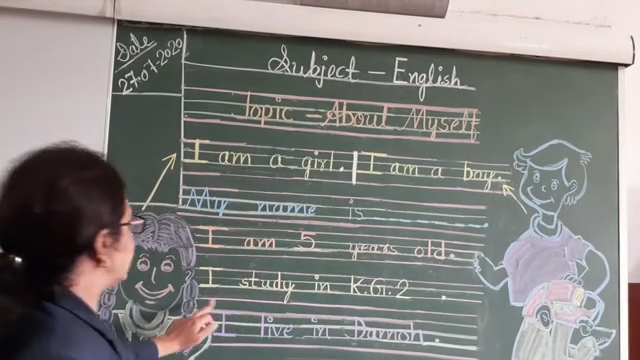 Date
27-07-2020
Subject – English
Topic – About Myself
I am a girl. | I am a boy.
My name is
I am 5 years old.
I study in K.G. 2 .
I live in Damoh .